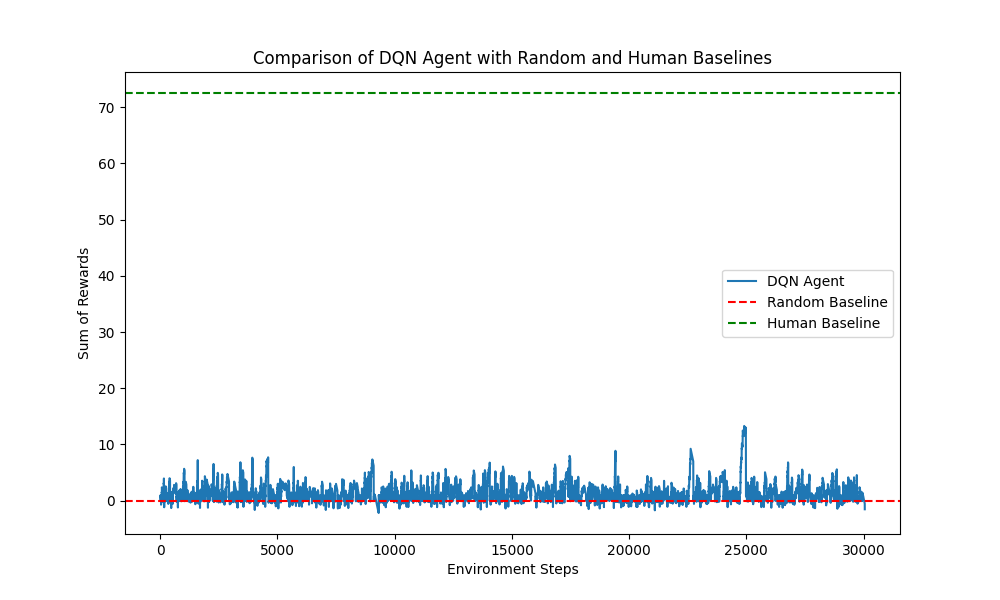 Comparison of DQN Agent with Random and Human Baselines
Sum of Rewards
70
60
50
40
30
20
10
0
DQN Agent
Random Baseline
Human Baseline
0 5000 10000 15000 20000 25000 30000
Environment Steps